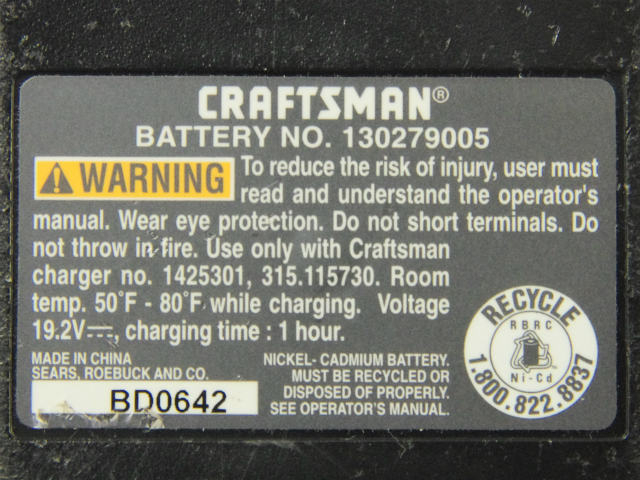 CRAFTSMAN®
BATTERY NO. 130279005
WARNING To reduce the risk of injury, user must
read and understand the operator's
manual. Wear eye protection. Do not short terminals. Do
not throw in fire. Use only with Craftsman
charger no. 1425301, 315.115730. Room
temp. 50°F - 80°F while charging. Voltage
19.2V⎓, charging time : 1 hour.
MADE IN CHINA
SEARS, ROEBUCK AND CO.
BD0642
NICKEL- CADMIUM BATTERY.
MUST BE RECYCLED OR
DISPOSED OF PROPERLY.
SEE OPERATOR'S MANUAL.
RECYCLE
RBRC
Ni-Cd
1.800.822.8837